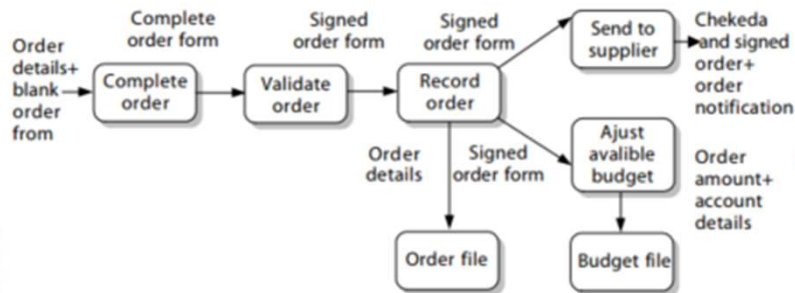 Order
details+
blank
order
from
Complete
order form
Complete
order
Signed
order form
Validate
order
Signed
order form
Record
order
Send to
supplier
Chekeda
and signed
order+
order
notification
Order
details
Signed
order form
Ajust
avalible
budget
Order
amount+
account
details
Order file
Budget file